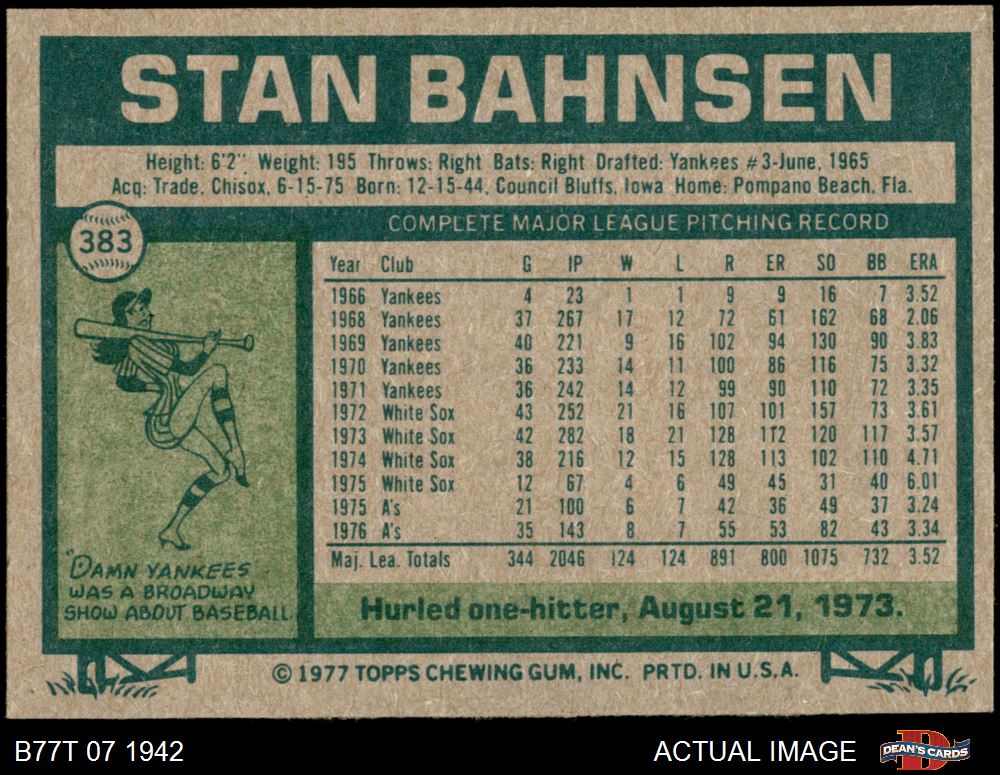 STAN BAHNSEN
Height: 6'2" Weight: 195 Throws: Right Bats: Right Drafted: Yankees #3-June, 1965
Acq: Trade, Chisox, 6-15-75 Born: 12-15-44, Council Bluffs, Iowa Home: Pompano Beach, Fla.
383
COMPLETE MAJOR LEAGUE PITCHING RECORD
Year Club G IP W L R ER SO BB ERA
1966 Yankees 4 23 1 1 9 9 16 7 3.52
1968 Yankees 37 267 17 12 72 61 162 68 2.06
1969 Yankees 40 221 9 16 102 94 130 90 3.83
1970 Yankees 36 233 14 11 100 86 116 75 3.32
1971 Yankees 36 242 14 12 99 90 110 72 3.35
1972 White Sox 43 252 21 16 107 101 157 73 3.61
1973 White Sox 42 282 18 21 128 112 120 117 3.57
1974 White Sox 38 216 12 15 128 113 102 110 4.71
1975 White Sox 12 67 4 6 49 45 31 40 6.01
1975 A's 21 100 6 7 42 36 49 37 3.24
1976 A's 35 143 8 7 55 53 82 43 3.34
Maj. Lea. Totals 344 2046 124 124 891 800 1075 732 3.52
"DAMN YANKEES
WAS A BROADWAY
SHOW ABOUT BASEBALL.
Hurled one-hitter, August 21, 1973.
© 1977 TOPPS CHEWING GUM, INC. PRTD. IN U.S.A.
B77T 07 1942
ACTUAL IMAGE
DEAN'S CARDS